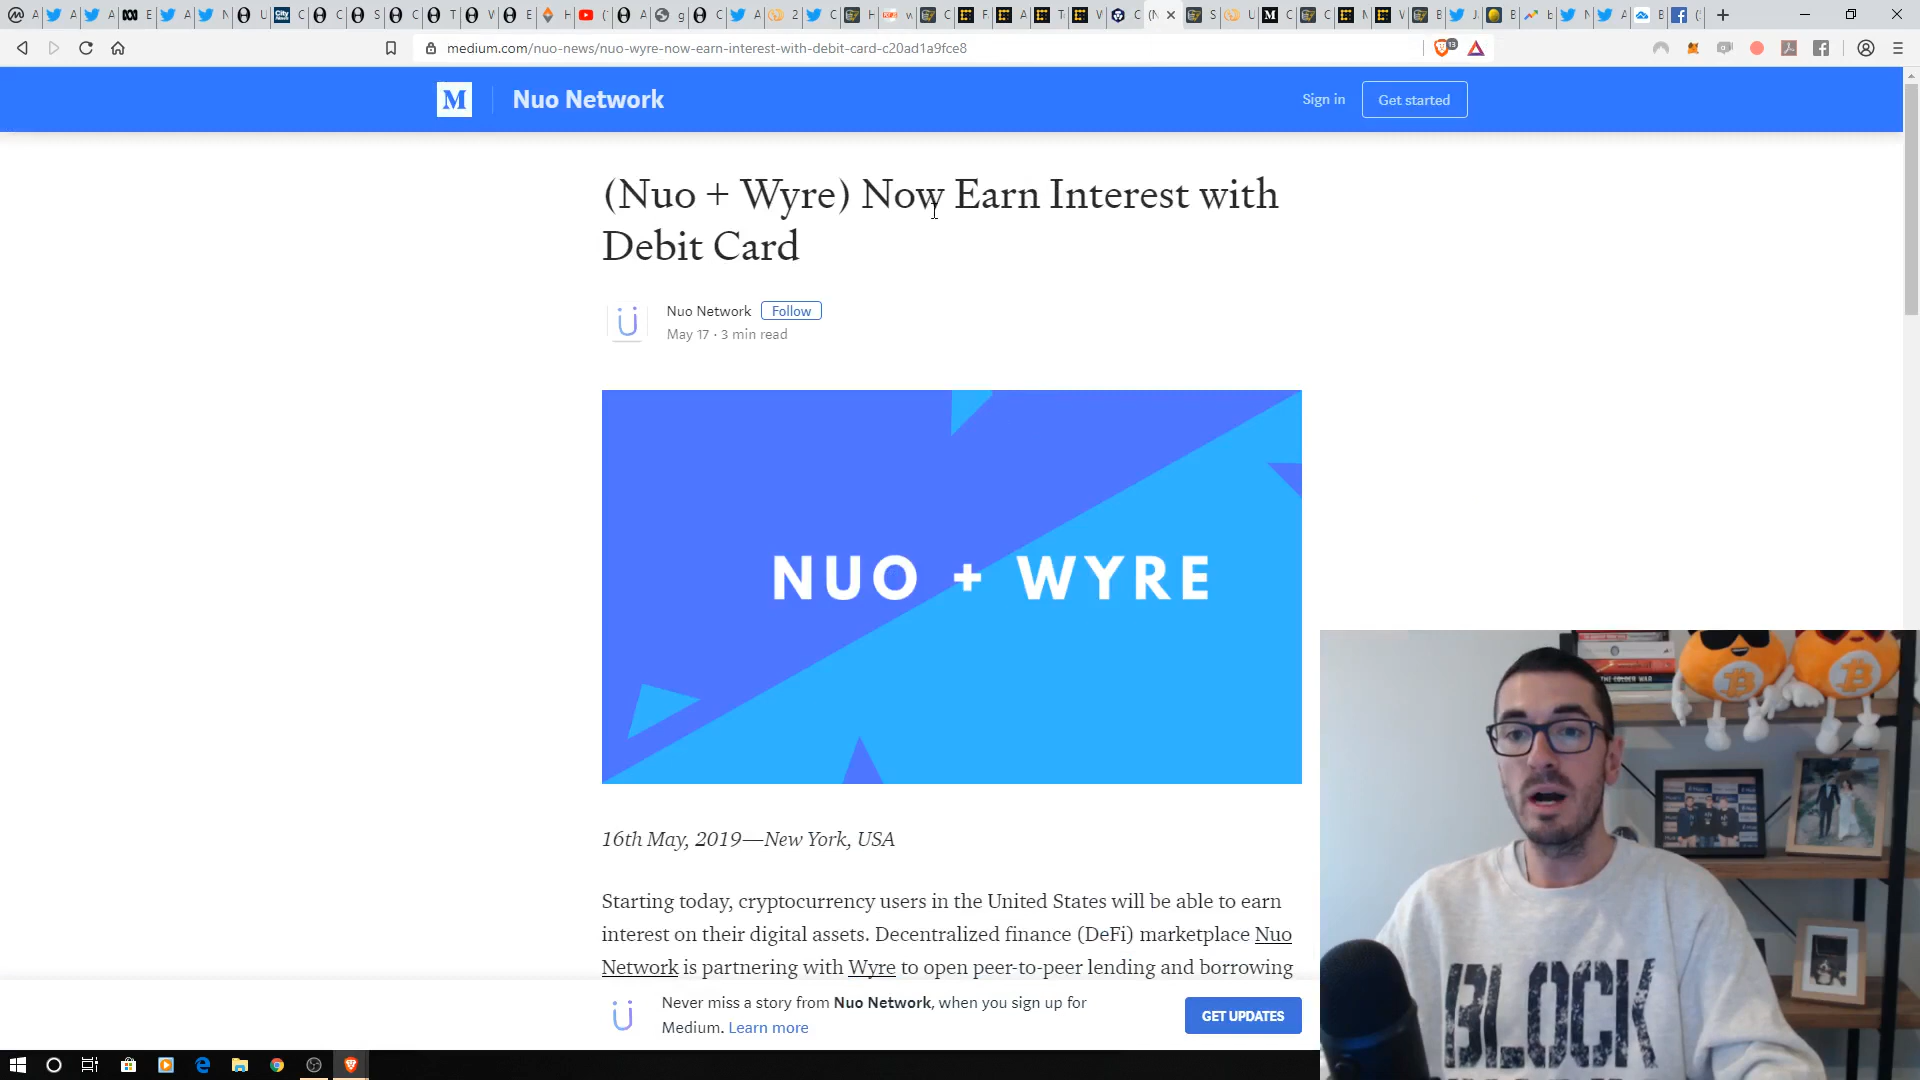 medium.com/nuo-news/nuo-wyre-now-earn-interest-with-debit-card-c20ad1a9fce8
13
M
Nuo Network
Sign in
Get started
(Nuo + Wyre) Now Earn Interest with
Debit Card
Nuo Network
Follow
May 17 · 3 min read
NUO + WYRE
16th May, 2019—New York, USA
Starting today, cryptocurrency users in the United States will be able to earn
interest on their digital assets. Decentralized finance (DeFi) marketplace Nuo
Network is partnering with Wyre to open peer-to-peer lending and borrowing
Never miss a story from Nuo Network, when you sign up for
Medium. Learn more
GET UPDATES
BLOCK